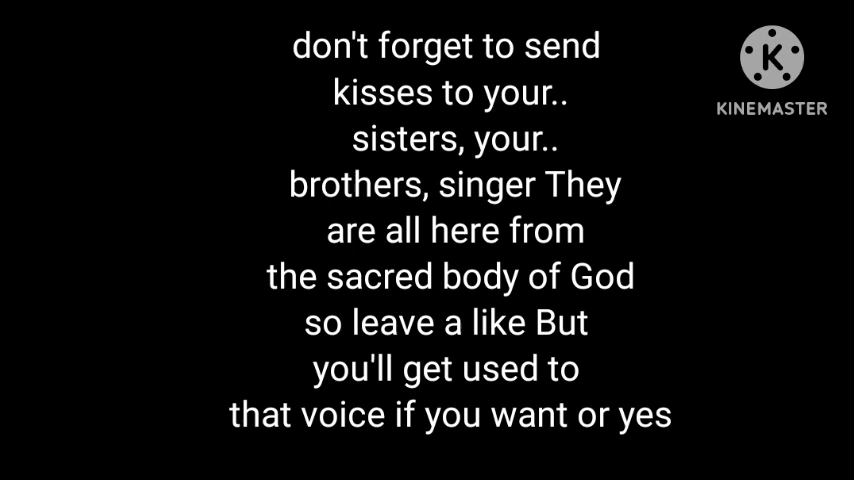 don't forget to send
kisses to your..
sisters, your..
brothers, singer They
are all here from
the sacred body of God
so leave a like But
you'll get used to
that voice if you want or yes
K
KINEMASTER